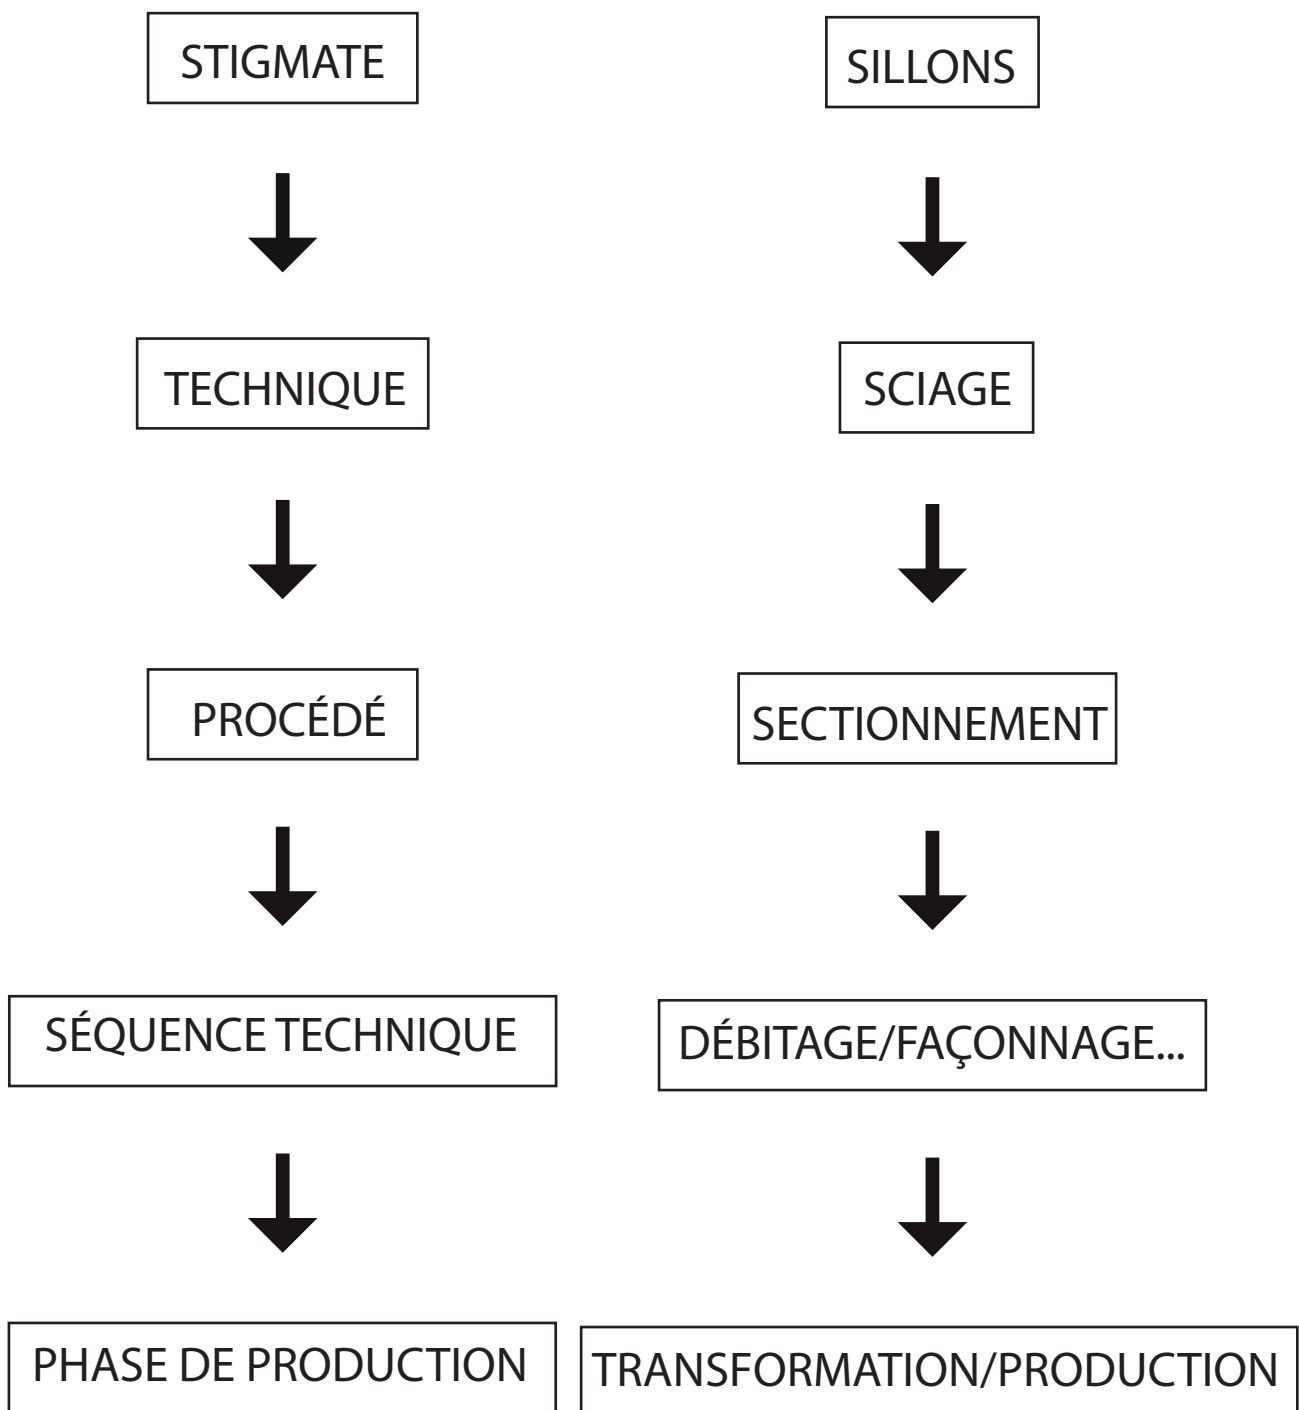 STIGMATE
SILLONS
TECHNIQUE
SCIAGE
PROCÉDÉ
SECTIONNEMENT
SÉQUENCE TECHNIQUE
DÉBITAGE/FAÇONNAGE...
PHASE DE PRODUCTION
TRANSFORMATION/PRODUCTION